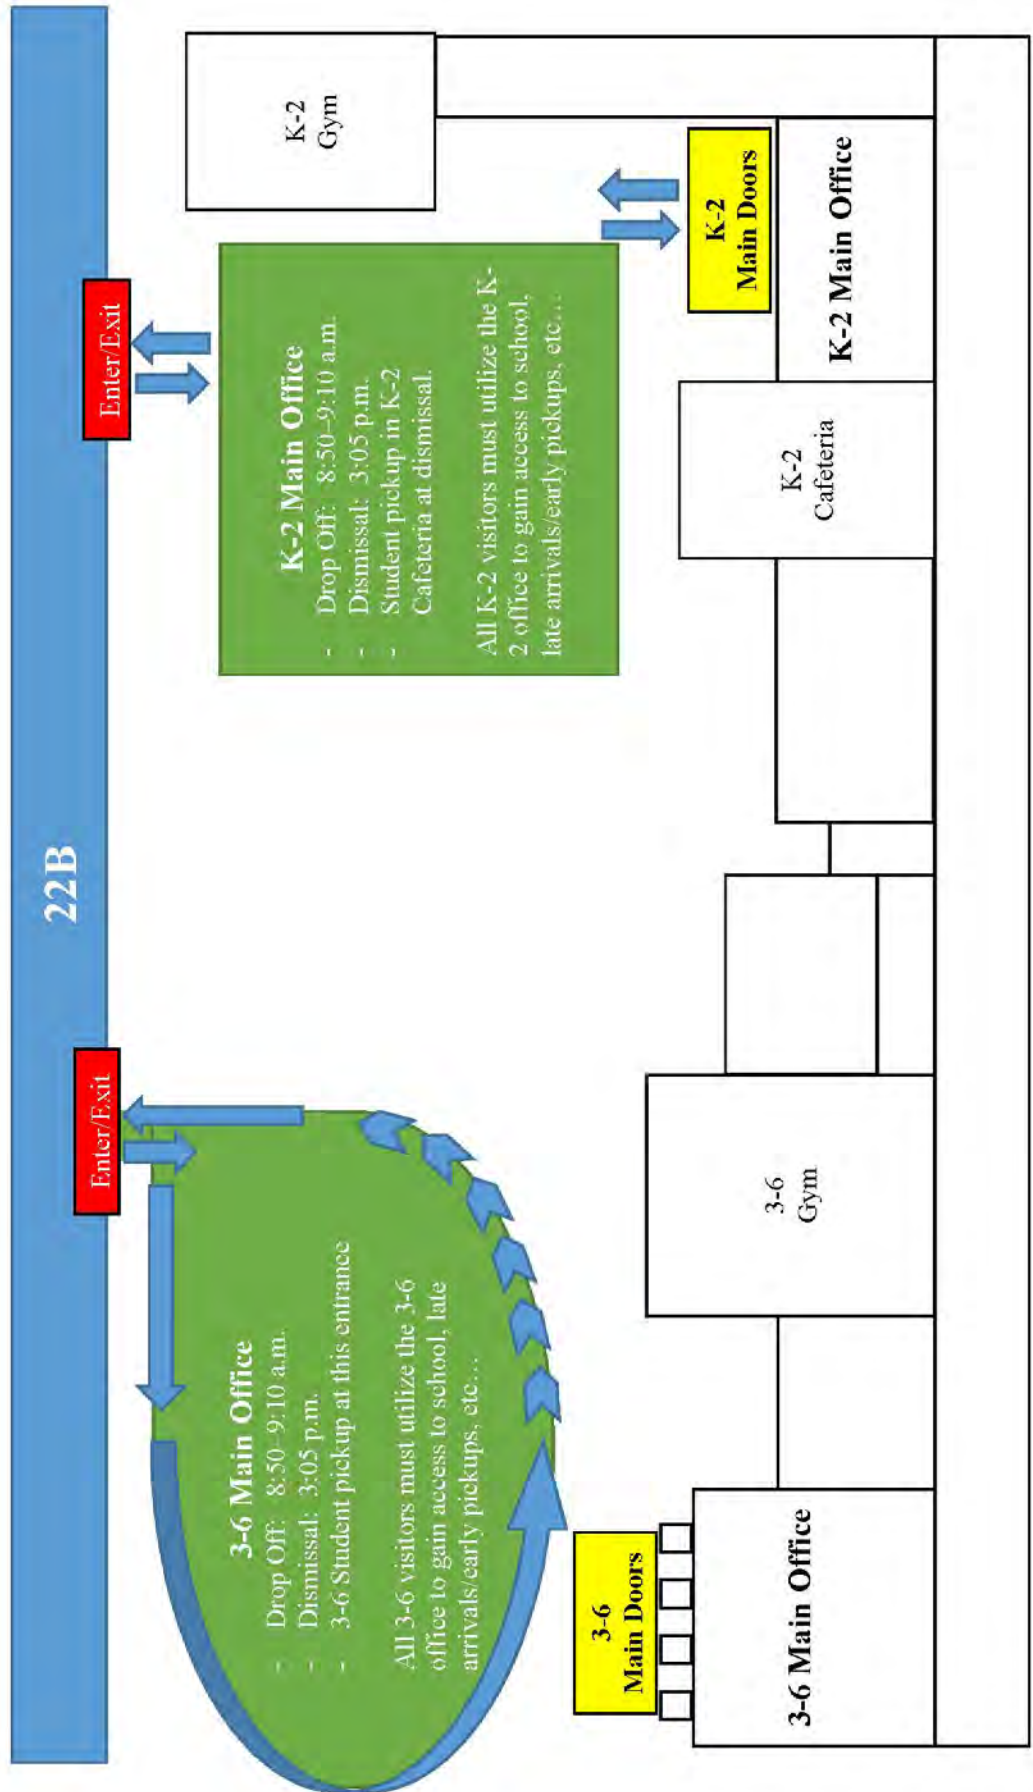 22B
Enter/Exit
Enter/Exit
3-6 Main Office
- Drop Off: 8:50–9:10 a.m.
- Dismissal: 3:05 p.m.
- 3-6 Student pickup at this entrance
All 3-6 visitors must utilize the 3-6
office to gain access to school, late
arrivals/early pickups, etc…
K-2 Main Office
- Drop Off: 8:50–9:10 a.m.
- Dismissal: 3:05 p.m.
- Student pickup in K-2
Cafeteria at dismissal.
All K-2 visitors must utilize the K-
2 office to gain access to school,
late arrivals/early pickups, etc…
K-2
Gym
3-6
Main Doors
K-2
Main Doors
3-6 Main Office
3-6
Gym
K-2
Cafeteria
K-2 Main Office